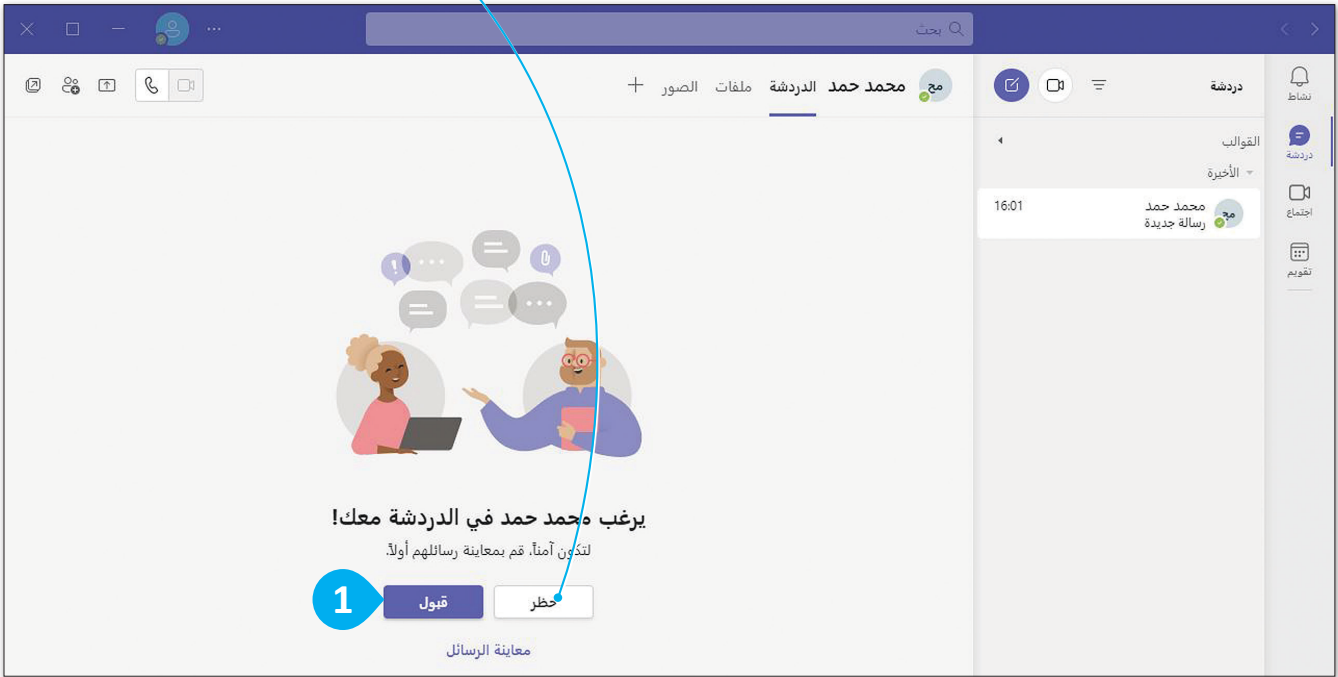 بحث
نشاط
دردشة
اجتماع
تقويم
دردشة
القوالب
الأخيرة
محمد حمد
16:01
رسالة جديدة
مح
مح
محمد حمد الدردشة ملفات الصور
يرغب محمد حمد في الدردشة معك!
لتكون آمناً، قم بمعاينة رسائلهم أولاً.
حظر
قبول
1
معاينة الرسائل